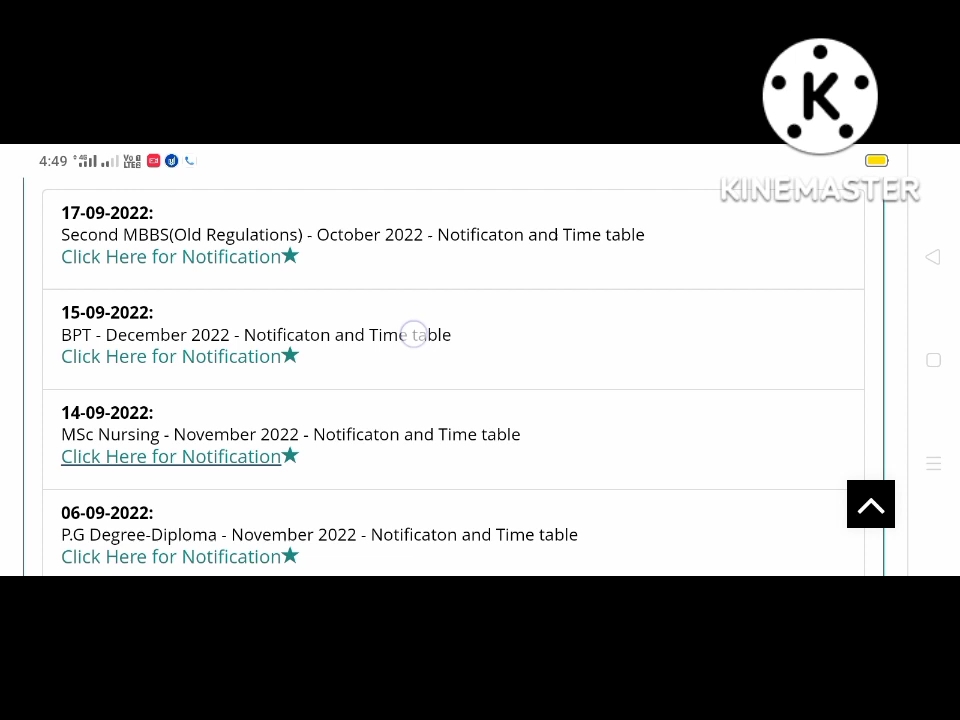 K
KINEMASTER
4:49
17-09-2022:
Second MBBS(Old Regulations) - October 2022 - Notificaton and Time table
Click Here for Notification★
15-09-2022:
BPT - December 2022 - Notificaton and Time table
Click Here for Notification★
14-09-2022:
MSc Nursing - November 2022 - Notificaton and Time table
Click Here for Notification★
06-09-2022:
P.G Degree-Diploma - November 2022 - Notificaton and Time table
Click Here for Notification★